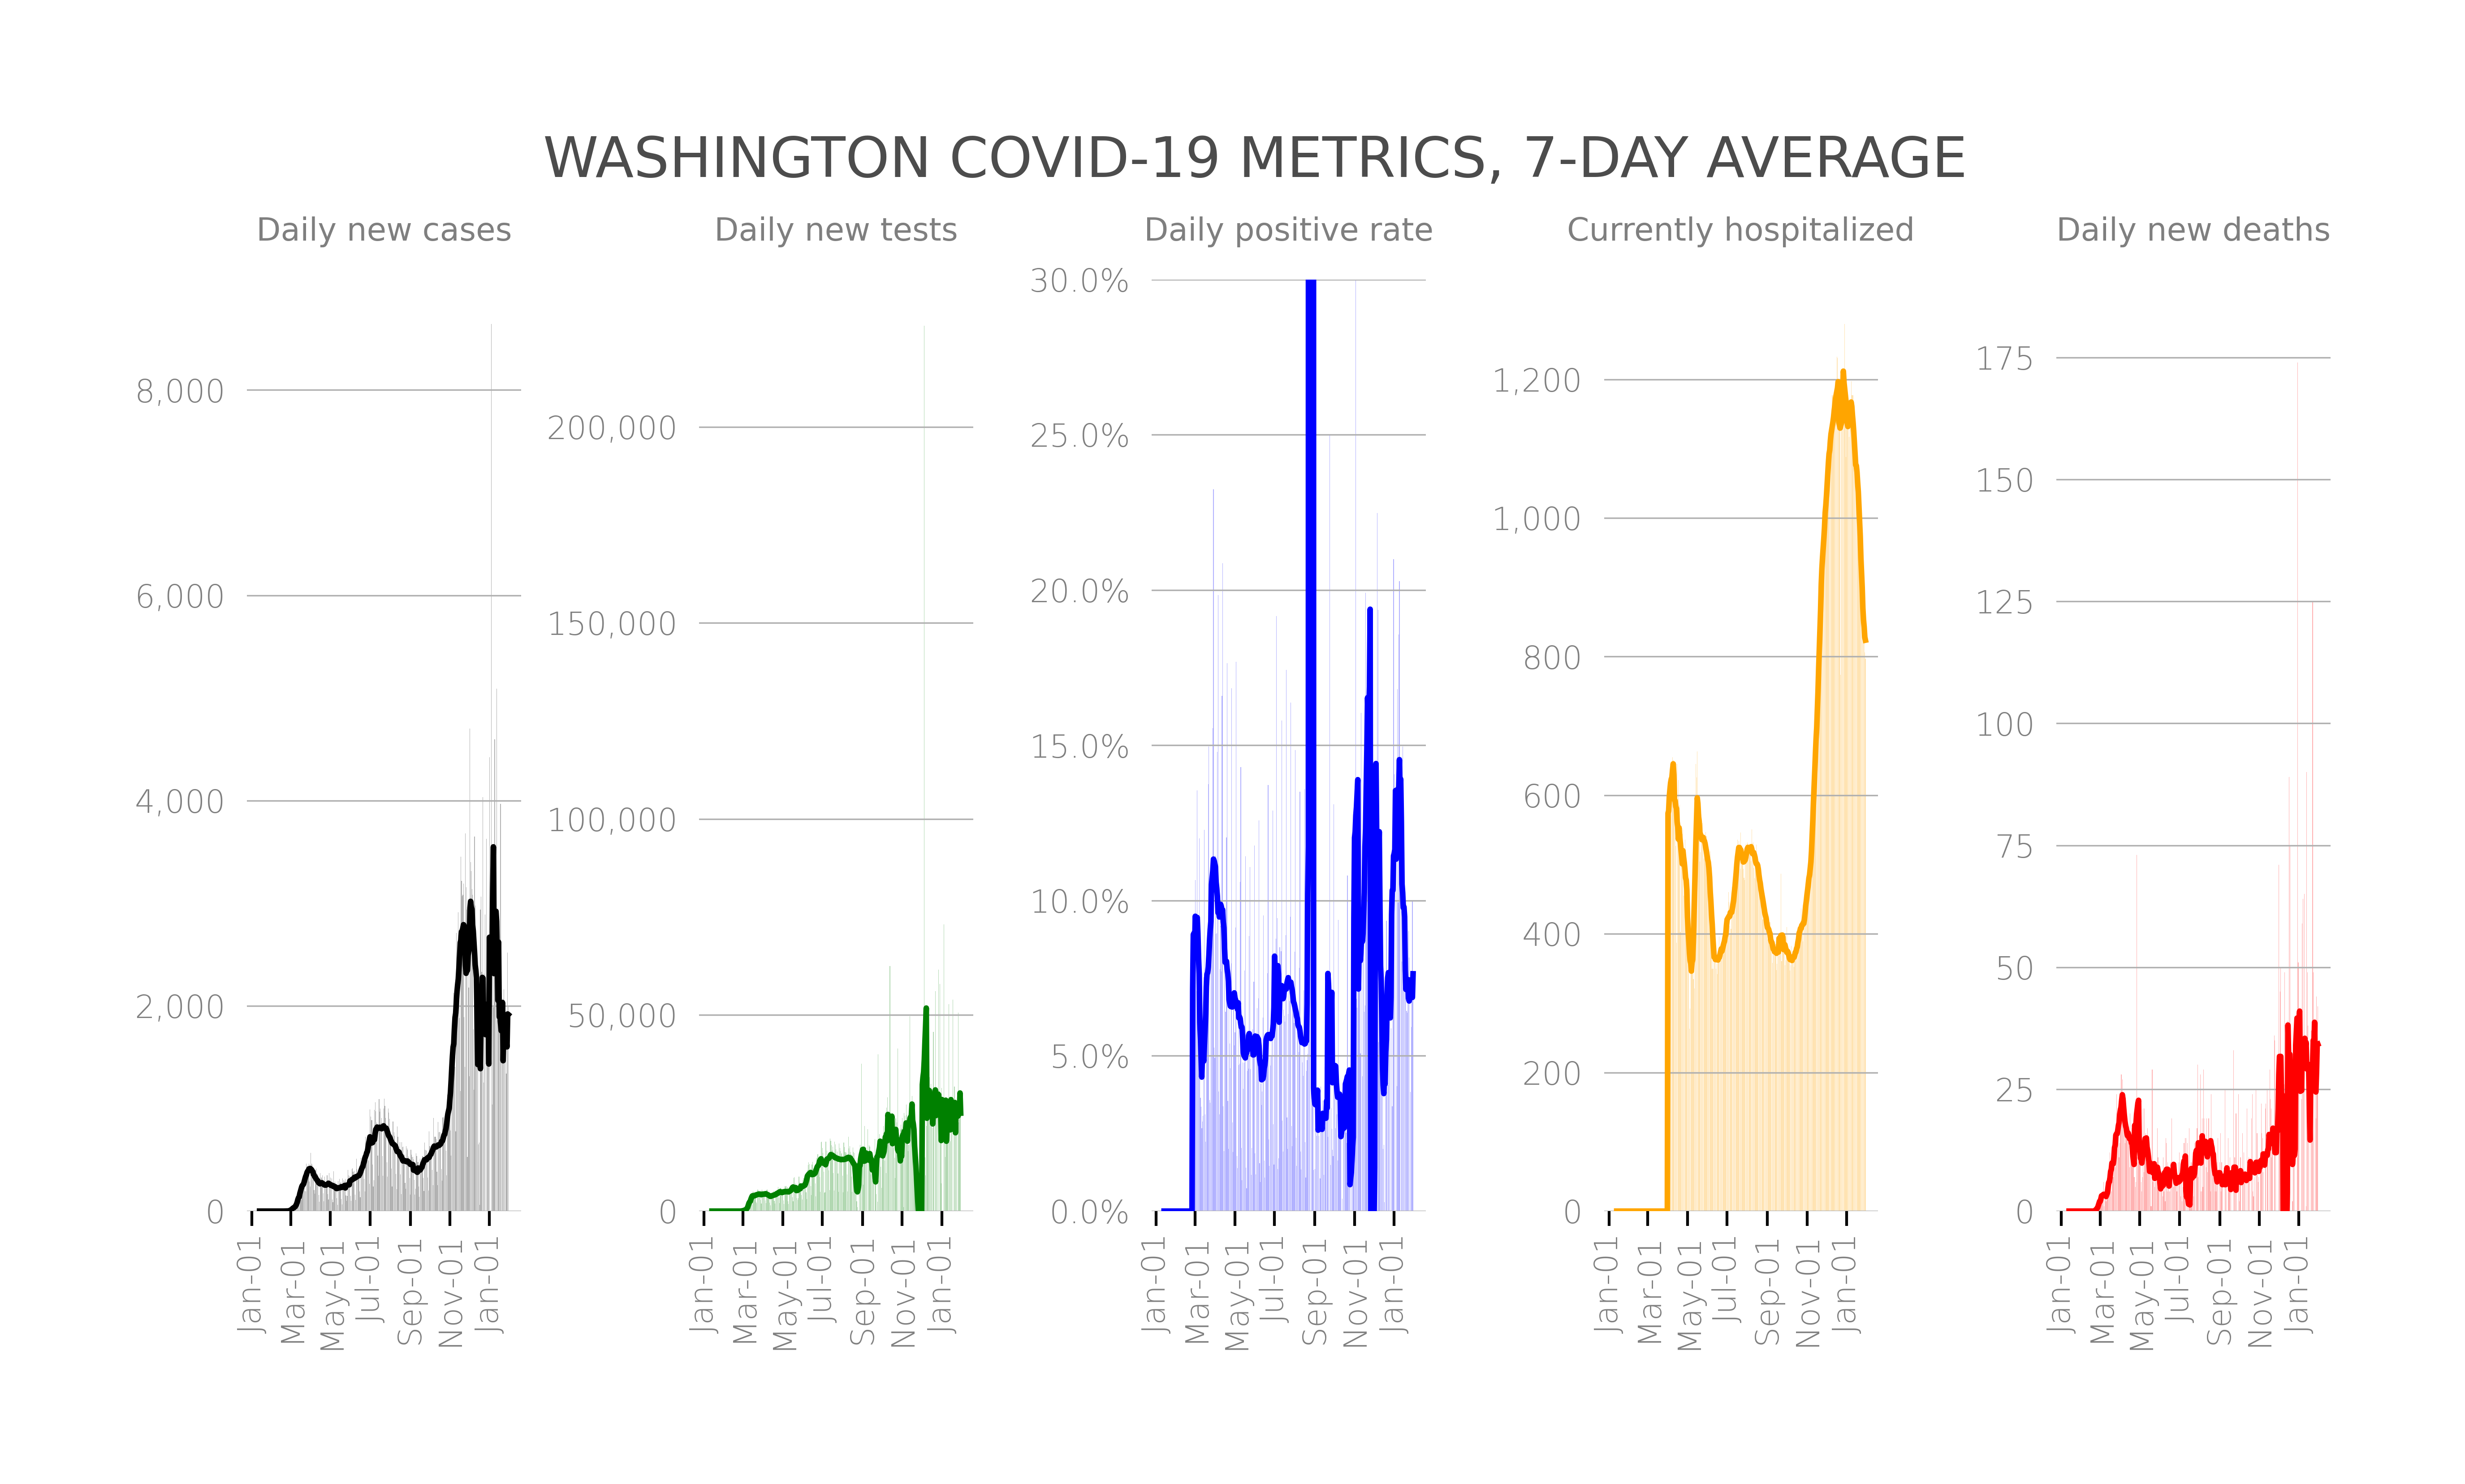 WASHINGTON COVID-19 METRICS, 7-DAY AVERAGE
Daily new cases
8,000
6,000
4,000
2,000
0
Jan-01
Mar-01
May-01
Jul-01
Sep-01
Nov-01
Jan-01
Daily new tests
200,000
150,000
100,000
50,000
0
Jan-01
Mar-01
May-01
Jul-01
Sep-01
Nov-01
Jan-01
Daily positive rate
30.0%
25.0%
20.0%
15.0%
10.0%
5.0%
0.0%
Jan-01
Mar-01
May-01
Jul-01
Sep-01
Nov-01
Jan-01
Currently hospitalized
1,200
1,000
800
600
400
200
0
Jan-01
Mar-01
May-01
Jul-01
Sep-01
Nov-01
Jan-01
Daily new deaths
175
150
125
100
75
50
25
0
Jan-01
Mar-01
May-01
Jul-01
Sep-01
Nov-01
Jan-01